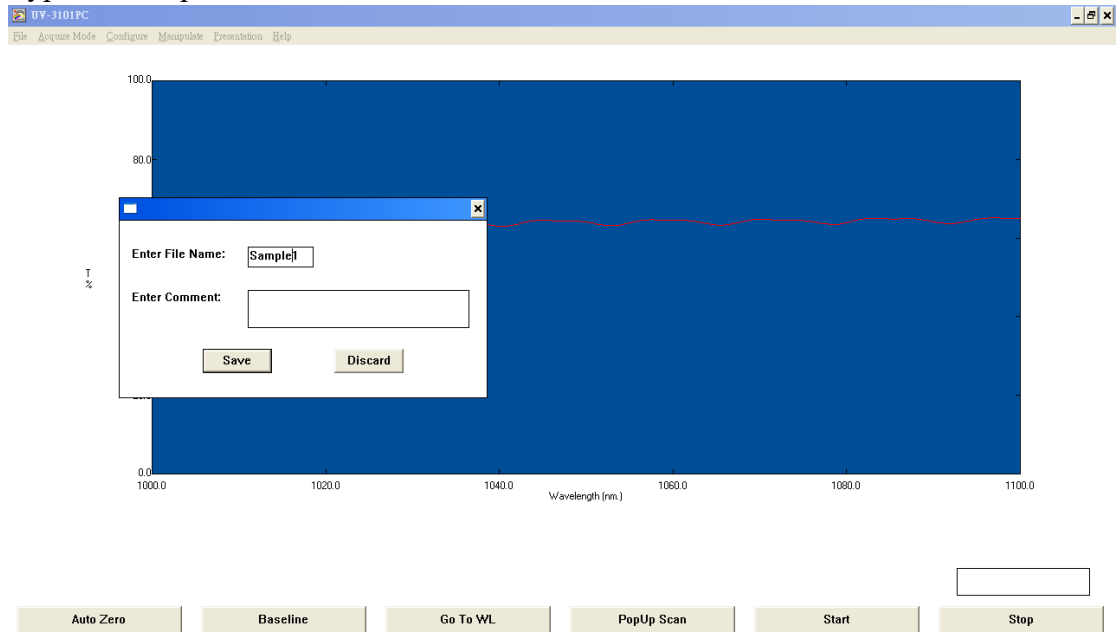 UV-3101PC
File Acquire Mode Configure Manipulate Presentation Help
100.0
80.0
Enter File Name: Sample1
T
%
Enter Comment:
Save Discard
0.0
1000.0 1020.0 1040.0 1060.0 1080.0 1100.0
Wavelength (nm.)
Auto Zero Baseline Go To WL PopUp Scan Start Stop